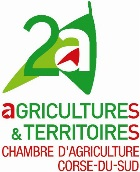 2a
aGRICULTURES
& TERRITOIRES
CHAMBRE D'AGRICULTURE
CORSE-DU-SUD